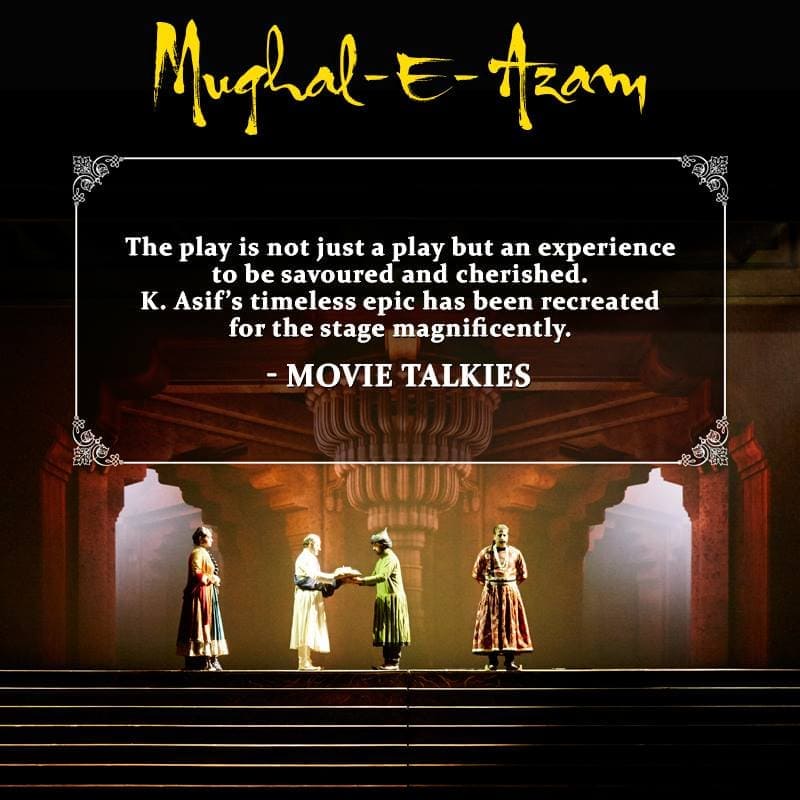 Mughal-E-Azam
The play is not just a play but an experience
to be savoured and cherished.
K. Asif's timeless epic has been recreated
for the stage magnificently.
- MOVIE TALKIES